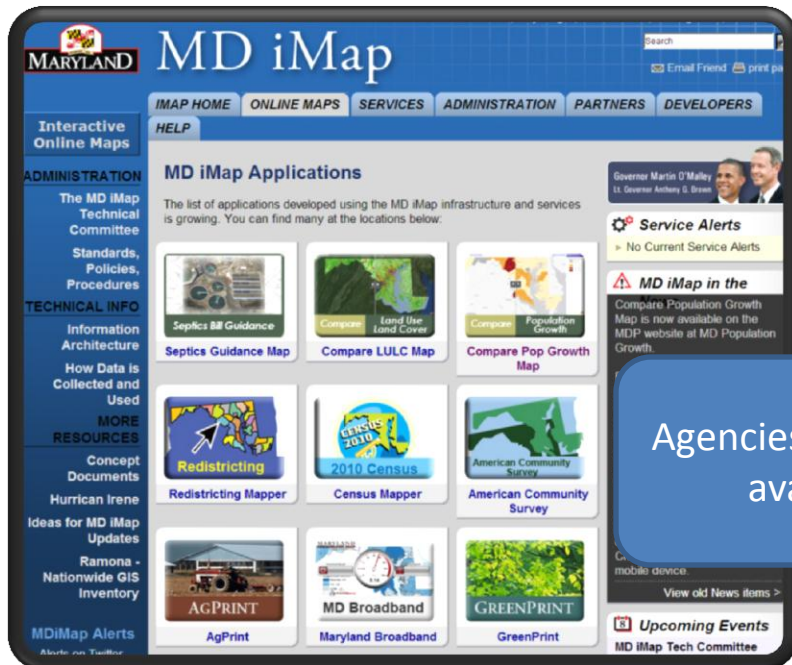 MARYLAND
MD iMap
Search
Email Friend print pa
IMAP HOME
ONLINE MAPS
SERVICES
ADMINISTRATION
PARTNERS
DEVELOPERS
HELP
Interactive
Online Maps
ADMINISTRATION
The MD iMap
Technical
Committee
Standards,
Policies,
Procedures
TECHNICAL INFO
Information
Architecture
How Data is
Collected and
Used
MORE
RESOURCES
Concept
Documents
Hurrican Irene
Ideas for MD iMap
Updates
Ramona -
Nationwide GIS
Inventory
MDiMap Alerts
Alerts on Twitter
MD iMap Applications
The list of applications developed using the MD iMap infrastructure and services
is growing. You can find many at the locations below:
Septics Bill Guidance
Septics Guidance Map
Compare Land Use
Land Cover
Compare LULC Map
Compare Population
Growth
Compare Pop Growth
Map
Redistricting
Redistricting Mapper
CENSUS
2010
2010 Census
Census Mapper
American Community
Survey
American Community
Survey
AGPRINT
AgPrint
MARYLAND
MD Broadband
Maryland Broadband
GREENPRINT
GreenPrint
Governor Martin O'Malley
Lt. Governor Anthony G. Brown
Service Alerts
No Current Service Alerts
MD iMap in the
Compare Population Growth
Map is now available on the
MDP website at MD Population
Growth.
Agencies
ava
mobile device.
View old News items >
8
Upcoming Events
MD iMap Tech Committee